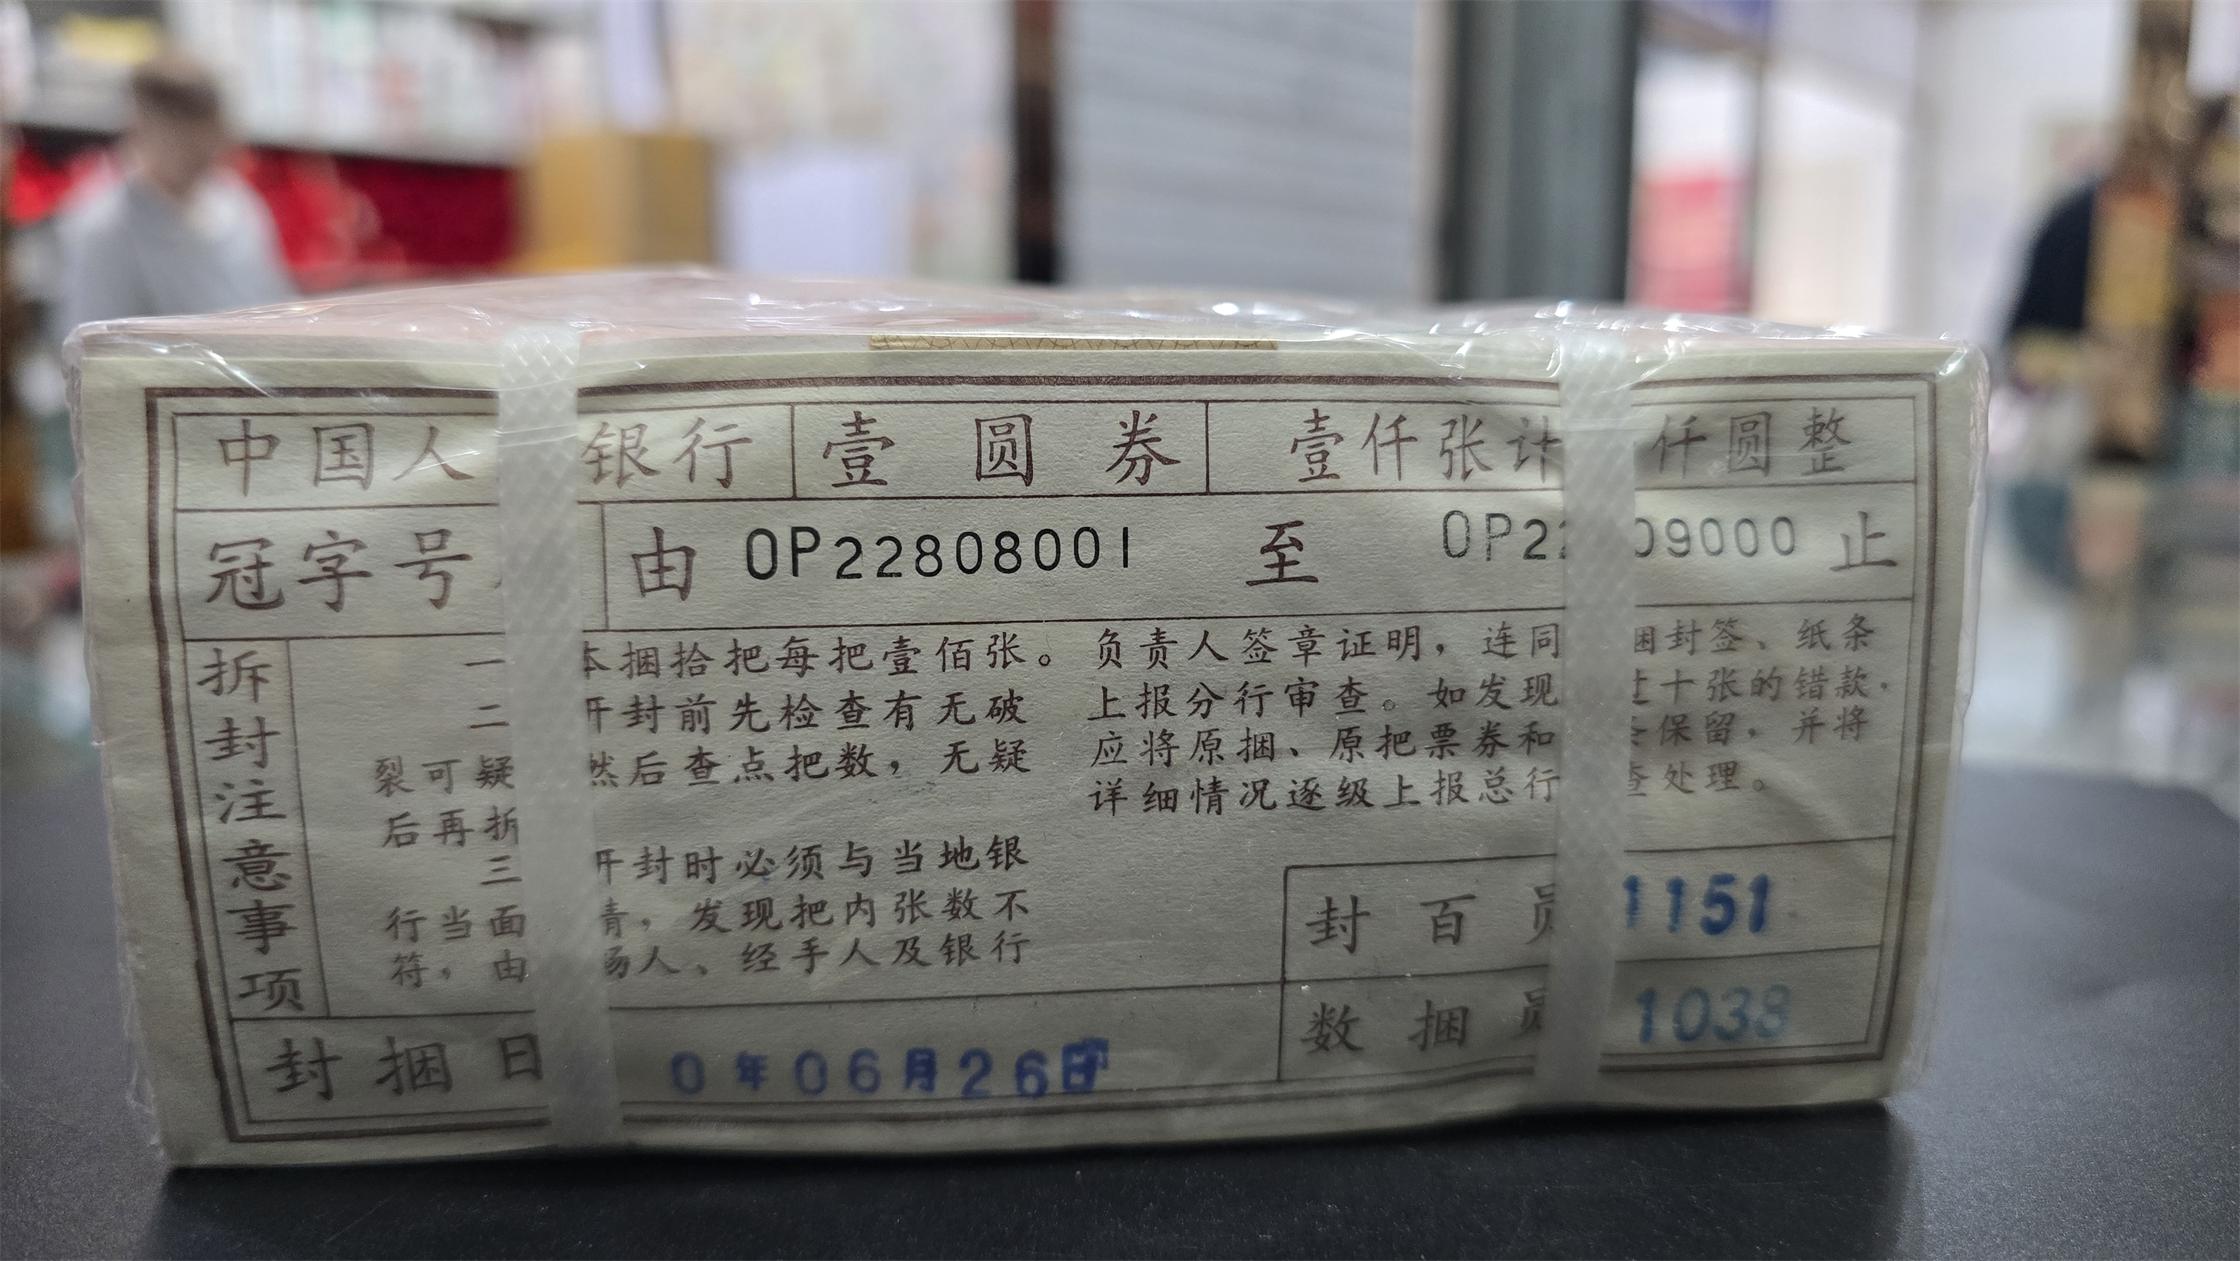 中国人 银行 壹圆券 壹仟张计 仟圆整
冠字号 由 OP22808001 至 OP22 09000 止
拆封注意事项
一 本捆拾把每把壹佰张。
二 开封前先检查有无破
裂可疑 然后查点把数，无疑
后再拆
三 开封时必须与当地银
行当面 清，发现把内张数不
符，由 场人、经手人及银行
负责人签章证明，连同 捆封签、纸条
上报分行审查。如发现 过十张的错款，
应将原捆、原把票券和 条保留，并将
详细情况逐级上报总行 查处理。
封百员 1151
数捆员 1038
封捆日 0年06月26日